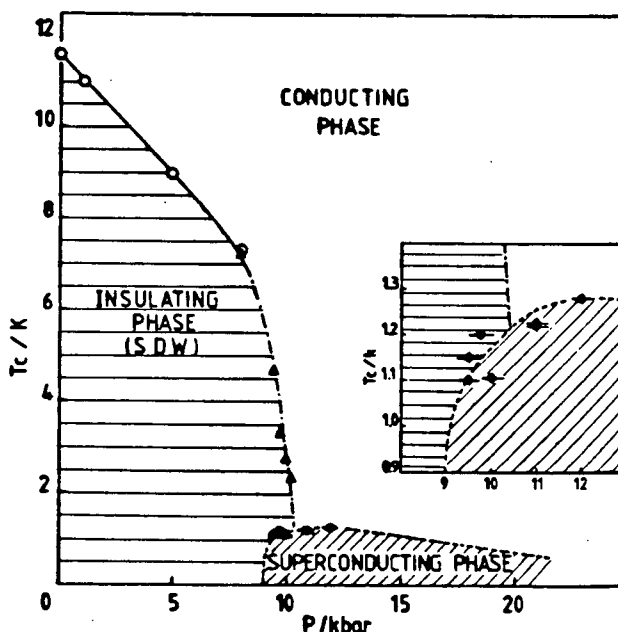 12
10
8
6
4
2
0
5
10
15
20
Tc / K
P/kbar
CONDUCTING
PHASE
INSULATING
PHASE
(SDW)
SUPERCONDUCTING PHASE
1.3
1.2
1.1
1.0
0.9
9
10
11
12
Tc/k